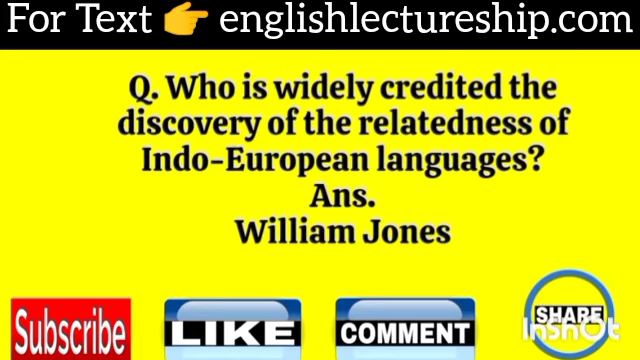 For Text 👉 englishlectureship.com
Q. Who is widely credited the
discovery of the relatedness of
Indo-European languages?
Ans.
William Jones
Subscribe
LIKE
COMMENT
SHARE
InShOt